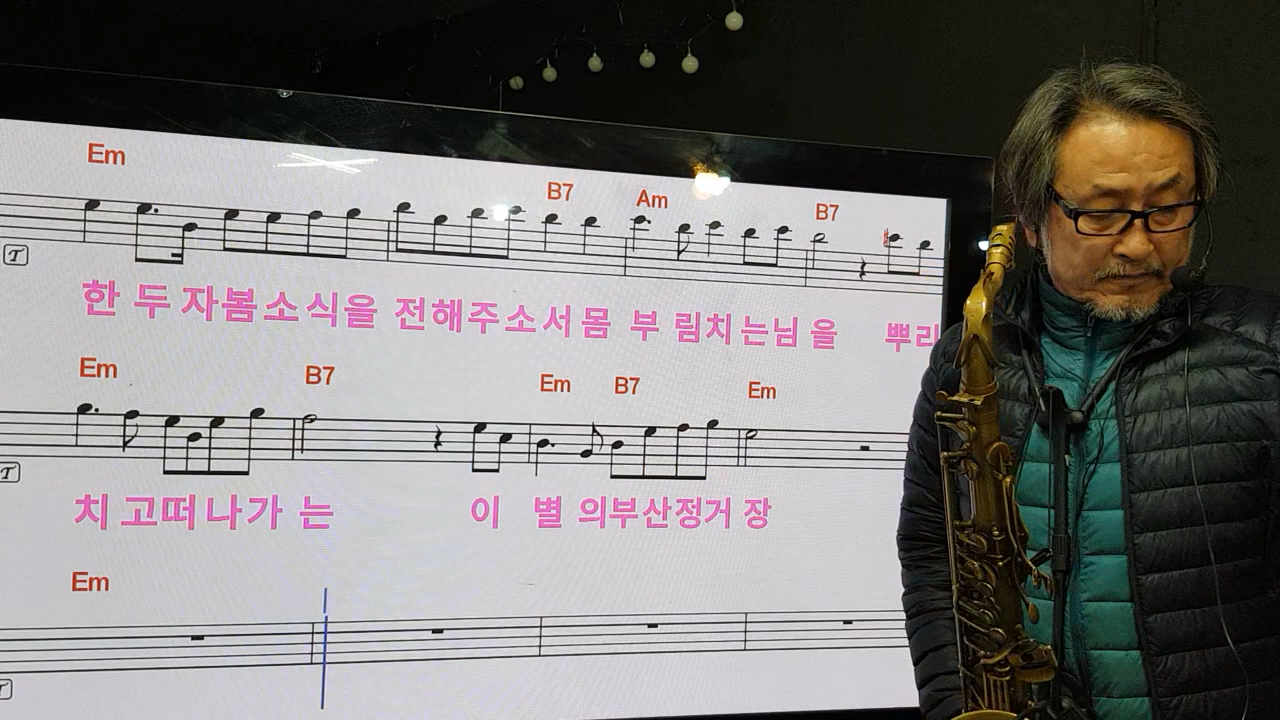 Em B7 Am B7
T
한 두 자봄소식을 전해주소서몸 부 림치는님 을 뿌리
Em B7 Em B7 Em
T
치 고떠나가 는 이 별 의부산정거 장
Em
T